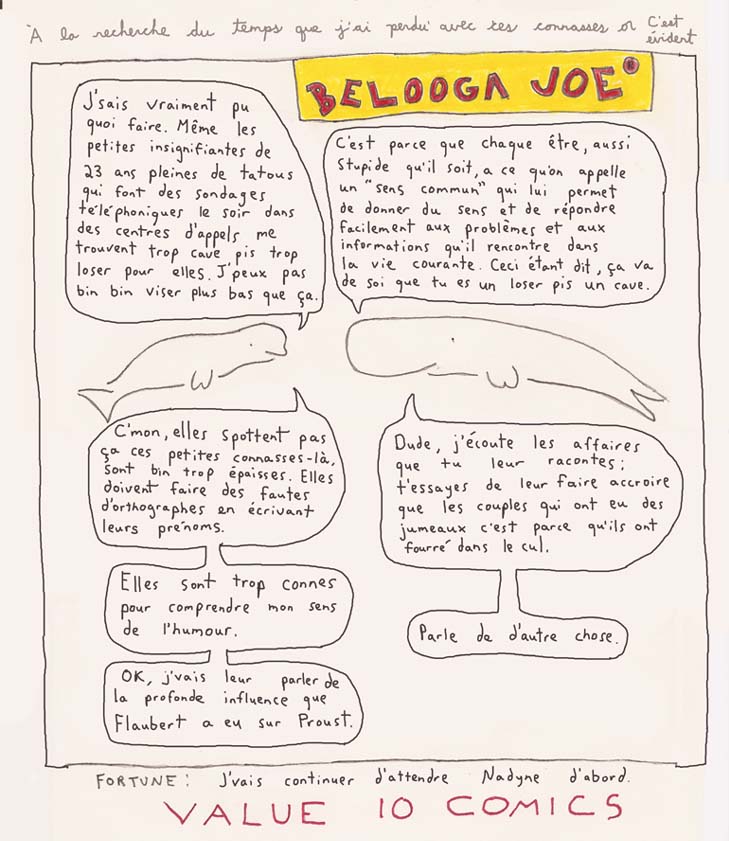 À la recherche du temps que j'ai perdu avec ces connasses or C'est
évident
BELOOGA JOE®
J'sais vraiment pu
quoi faire. Même les
petites insignifiantes de
23 ans pleines de tatous
qui font des sondages
téléphoniques le soir dans
des centres d'appels me
trouvent trop cave pis trop
loser pour elles. J'peux pas
bin bin viser plus bas que ça.
C'est parce que chaque être, aussi
stupide qu'il soit, a ce qu'on appelle
un "sens commun" qui lui permet
de donner du sens et de répondre
facilement aux problèmes et aux
informations qu'il rencontre dans
la vie courante. Ceci étant dit, ça va
de soi que tu es un loser pis un cave.
C'mon, elles spottent pas
ça ces petites connasses-là,
sont bin trop épaisses. Elles
doivent faire des fautes
d'orthographes en écrivant
leurs prénoms.
Dude, j'écoute les affaires
que tu leur racontes;
t'essayes de leur faire accroire
que les couples qui ont eu des
jumeaux c'est parce qu'ils ont
fourré dans le cul.
Elles sont trop connes
pour comprendre mon sens
de l'humour.
Parle de d'autre chose.
OK, j'vais leur parler de
la profonde influence que
Flaubert a eu sur Proust.
FORTUNE: J'vais continuer d'attendre Nadyne d'abord.
VALUE 10 COMICS